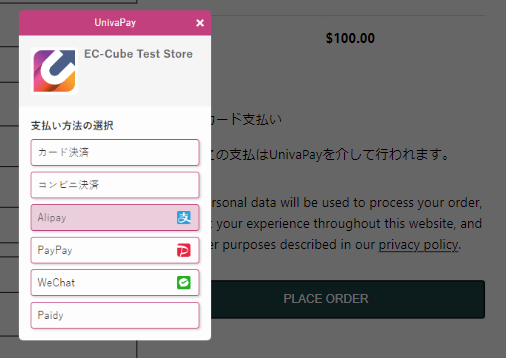 UnivaPay
EC-Cube Test Store
支払い方法の選択
カード決済
コンビニ決済
Alipay
PayPay
WeChat
Paidy
$100.00
カード支払い
この支払はUnivaPayを介して行われます。
ersonal data will be used to process your order,
t your experience throughout this website, and
er purposes described in our privacy policy.
PLACE ORDER